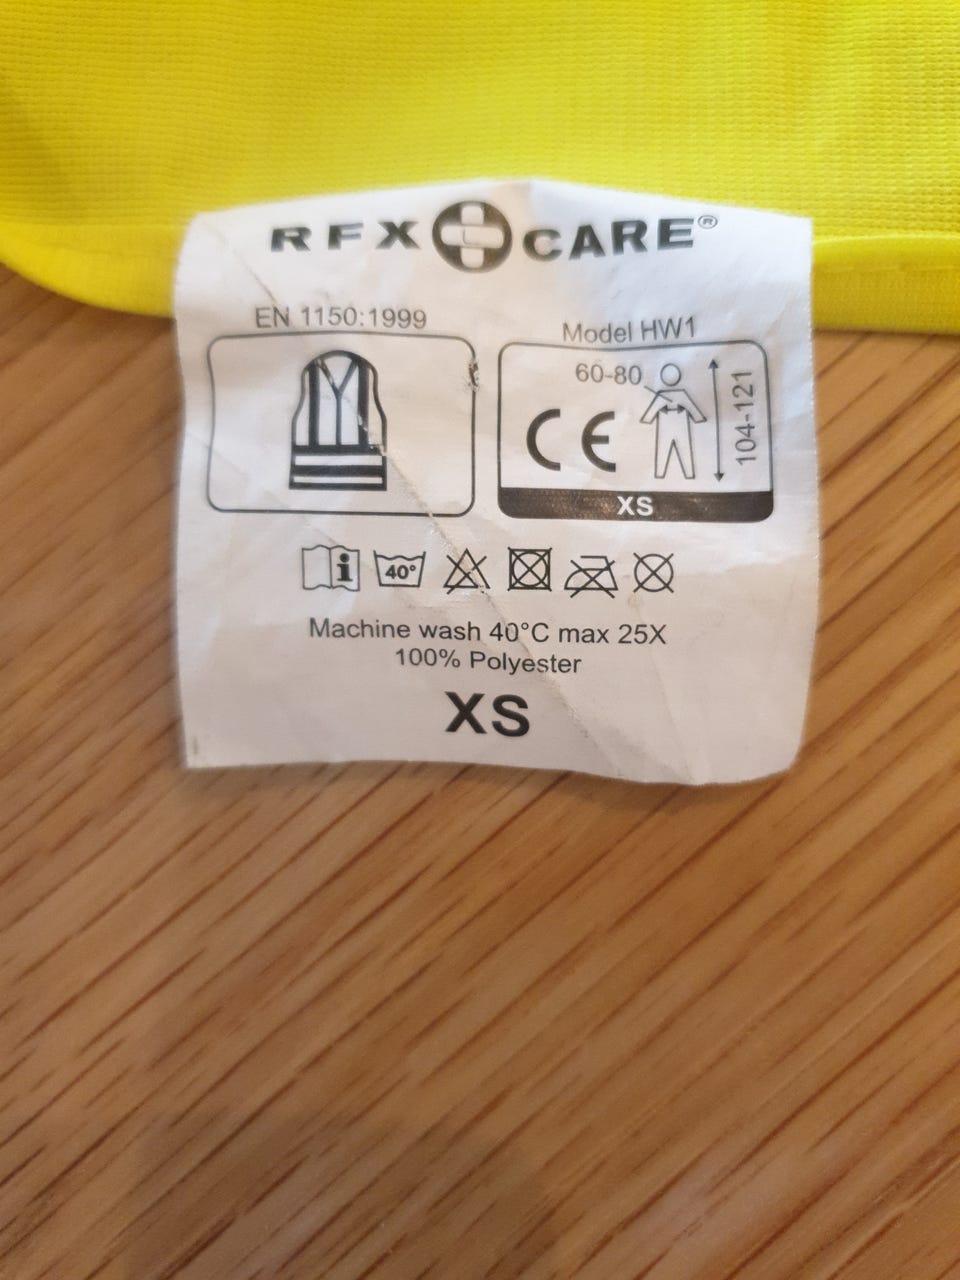 RFX CARE®
EN 1150:1999
Model HW1
60-80
104-121
CE
XS
i
40°
Machine wash 40°C max 25X
100% Polyester
XS